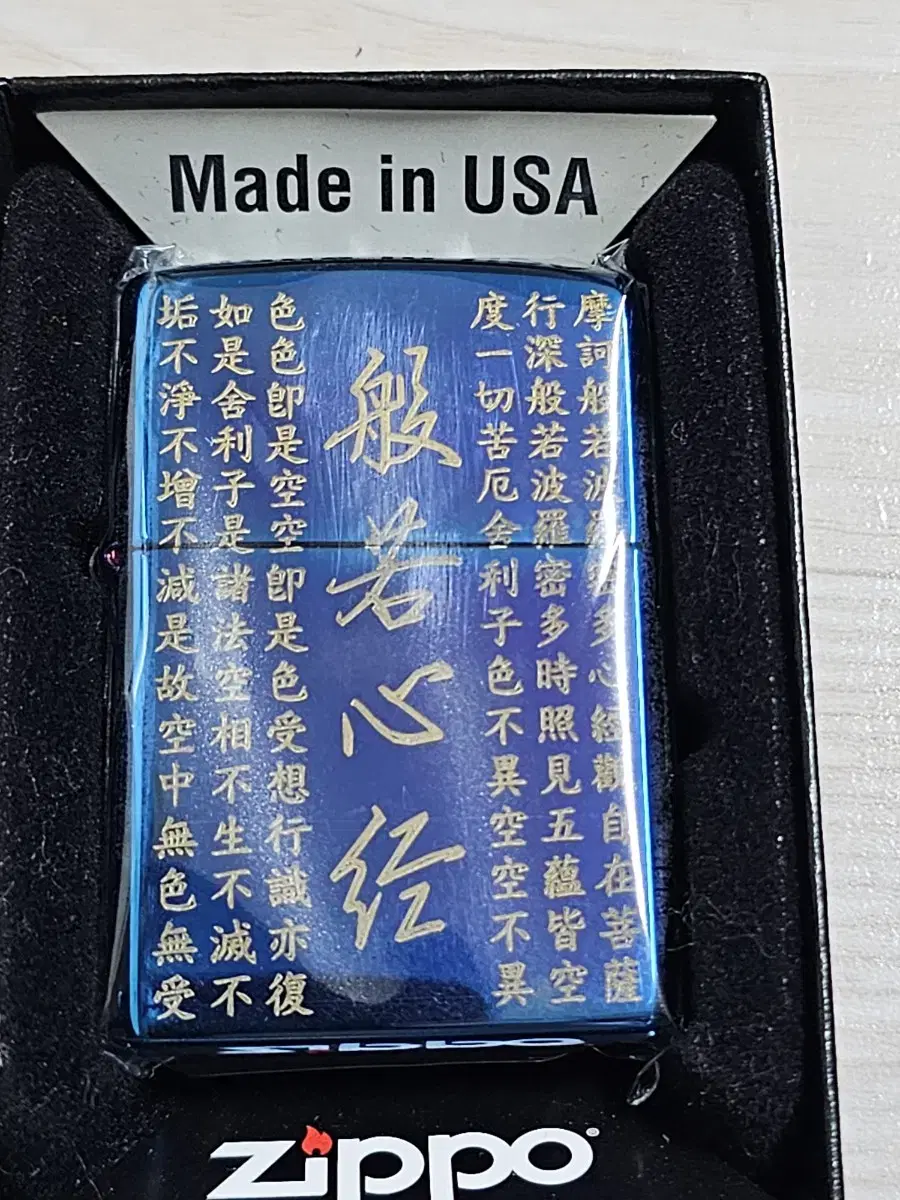 Made in USA
摩訶般若波羅密多心經觀自在菩薩
行深般若波羅密多時照見五蘊皆空
度一切苦厄舍利子色不異空空不異
般若心经
色色卽是空空卽是色受想行識亦復
如是舍利子是諸法空相不生不滅不
垢不淨不增不減是故空中無色無受
zippo